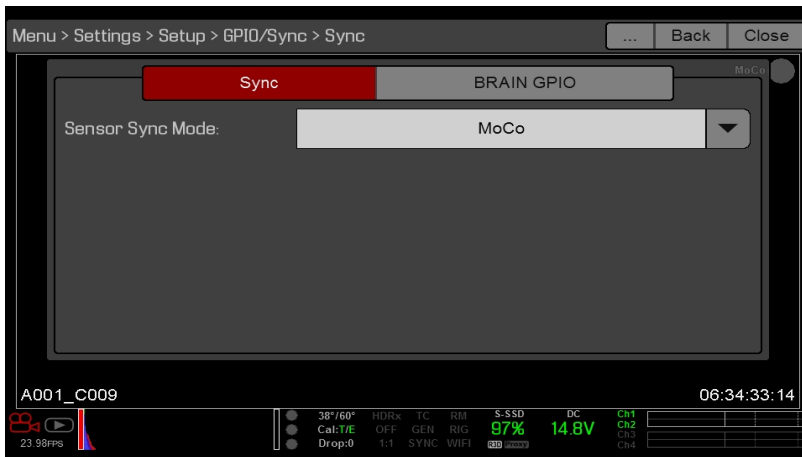 Menu > Settings > Setup > GPIO/Sync > Sync ... Back Close
MoCo
Sync BRAIN GPIO
Sensor Sync Mode: MoCo
A001_C009 06:34:33:14
38°/60° HDRx TC RM S-SSD DC Ch1
Cal:T/E OFF GEN RIG 97% 14.8V Ch2
Ch3
23.98FPS Drop:0 1:1 SYNC WIFI R3D Proxy Ch4